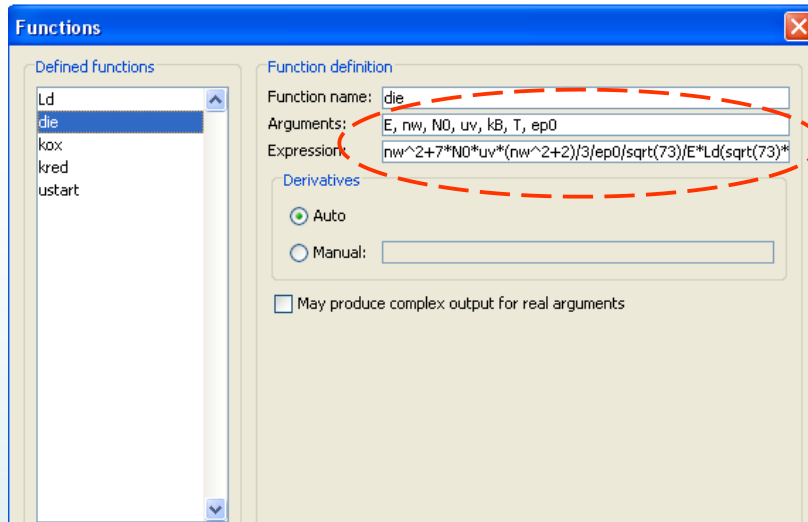 Functions
Defined functions
Ld
die
kox
kred
ustart
Function definition
Function name: die
Arguments: E, nw, N0, uv, kB, T, ep0
Expression: nw^2+7*N0*uv*(nw^2+2)/3/ep0/sqrt(73)/E*Ld(sqrt(73)*
Derivatives
Auto
Manual:
May produce complex output for real arguments